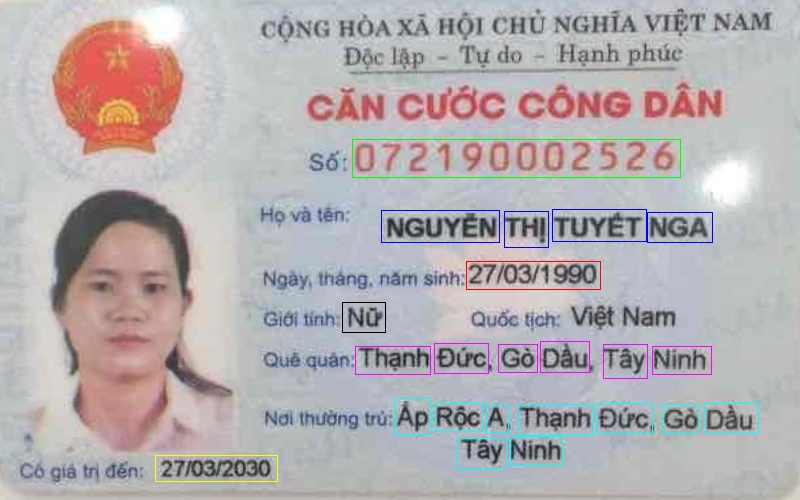 CỘNG HÒA XÃ HỘI CHỦ NGHĨA VIỆT NAM
Độc lập - Tự do - Hạnh phúc
CĂN CƯỚC CÔNG DÂN
Số: 072190002526
Họ và tên: NGUYỄN THỊ TUYẾT NGA
Ngày, tháng, năm sinh: 27/03/1990
Giới tính: Nữ Quốc tịch: Việt Nam
Quê quán: Thạnh Đức, Gò Dầu, Tây Ninh
Nơi thường trú: Ấp Rộc A, Thạnh Đức, Gò Dầu
Tây Ninh
Có giá trị đến: 27/03/2030